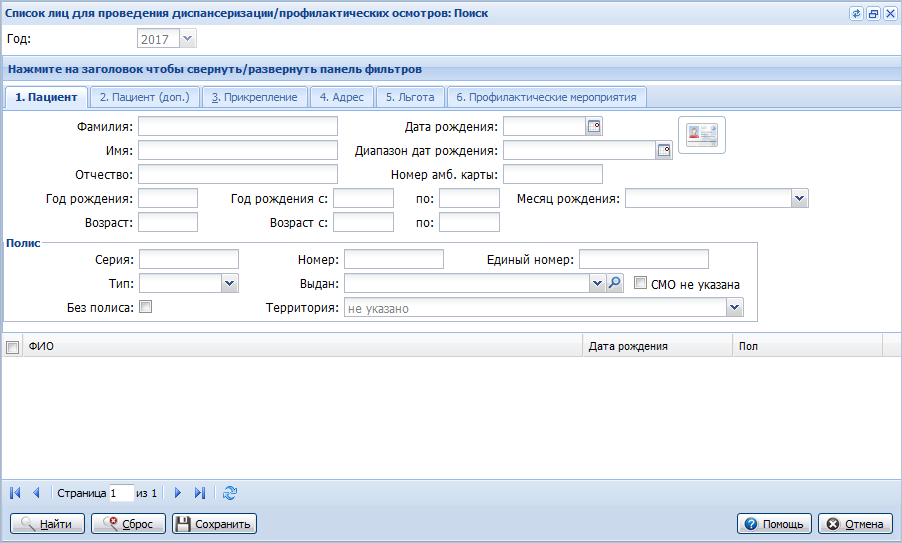 Список лиц для проведения диспансеризации/профилактических осмотров: Поиск
Год: 2017
Нажмите на заголовок чтобы свернуть/развернуть панель фильтров
1. Пациент 2. Пациент (доп.) 3. Прикрепление 4. Адрес 5. Льгота 6. Профилактические мероприятия
Фамилия: Дата рождения:
Имя: Диапазон дат рождения:
Отчество: Номер амб. карты:
Год рождения: Год рождения с: по: Месяц рождения:
Возраст: Возраст с: по:
Полис
Серия: Номер: Единый номер:
Тип: Выдан: СМО не указана
Без полиса: Территория: не указано
ФИО Дата рождения Пол
Страница 1 из 1
Найти Сброс Сохранить Помощь Отмена